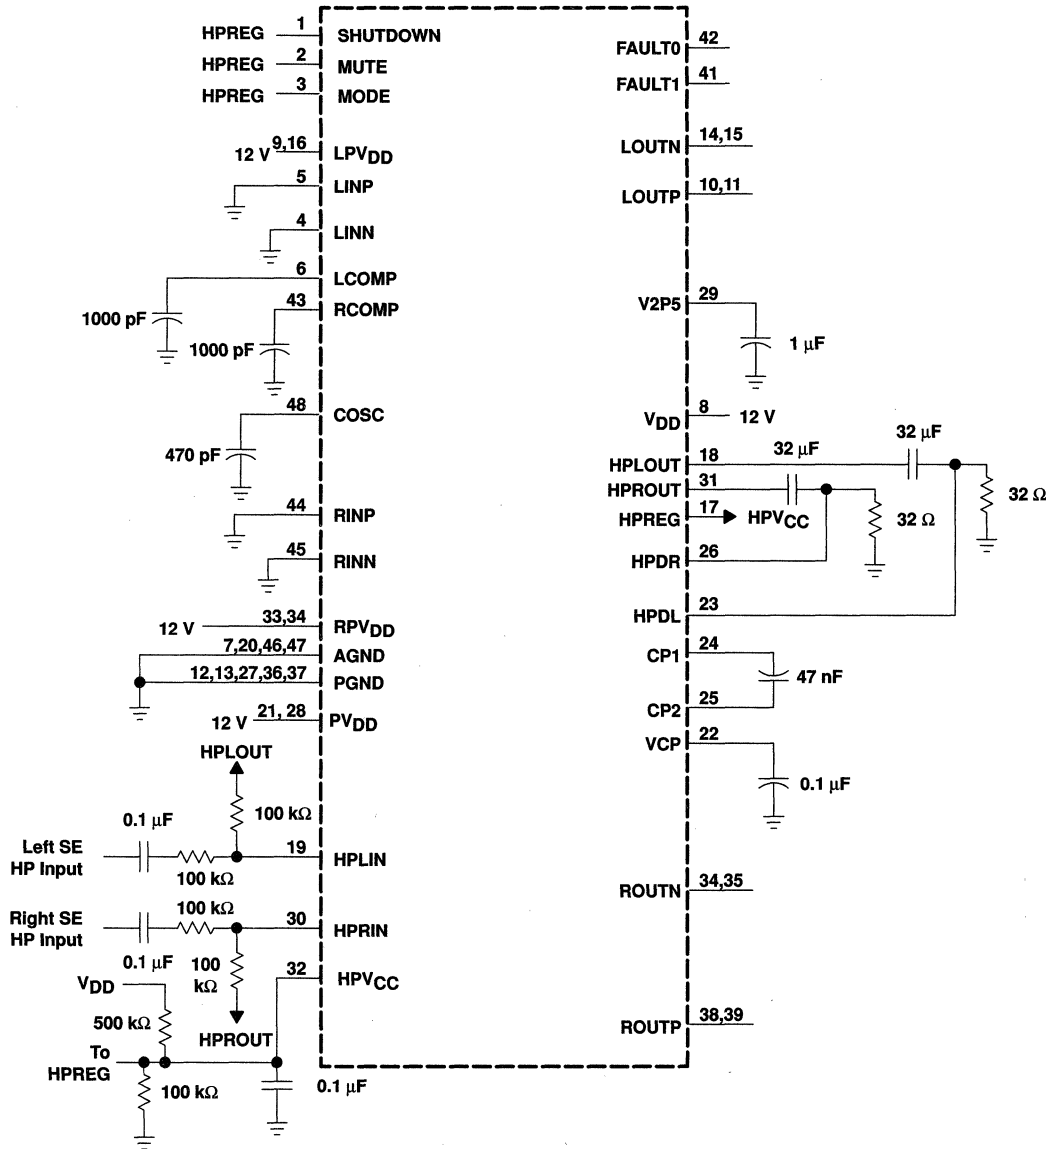 HPREG 1 SHUTDOWN
HPREG 2 MUTE
HPREG 3 MODE
12 V 9,16 LPVDD
5 LINP
4 LINN
6 LCOMP
1000 pF
43 RCOMP
1000 pF
48 COSC
470 pF
44 RINP
45 RINN
12 V 33,34 RPVDD
7,20,46,47 AGND
12,13,27,36,37 PGND
12 V 21, 28 PVDD
HPLOUT
100 kΩ
0.1 µF
Left SE
HP Input
100 kΩ
19 HPLIN
100 kΩ
Right SE
HP Input
30 HPRIN
0.1 µF
100
kΩ
32 HPVCC
VDD
500 kΩ
HPROUT
To
HPREG
100 kΩ
0.1 µF
FAULT0 42
FAULT1 41
LOUTN 14,15
LOUTP 10,11
V2P5 29
1 µF
VDD 8 12 V
HPLOUT 18
32 µF
32 Ω
HPROUT 31
32 µF
32 Ω
HPREG 17 HPVCC
HPDR 26
HPDL 23
CP1 24
47 nF
CP2 25
VCP 22
0.1 µF
ROUTN 34,35
ROUTP 38,39